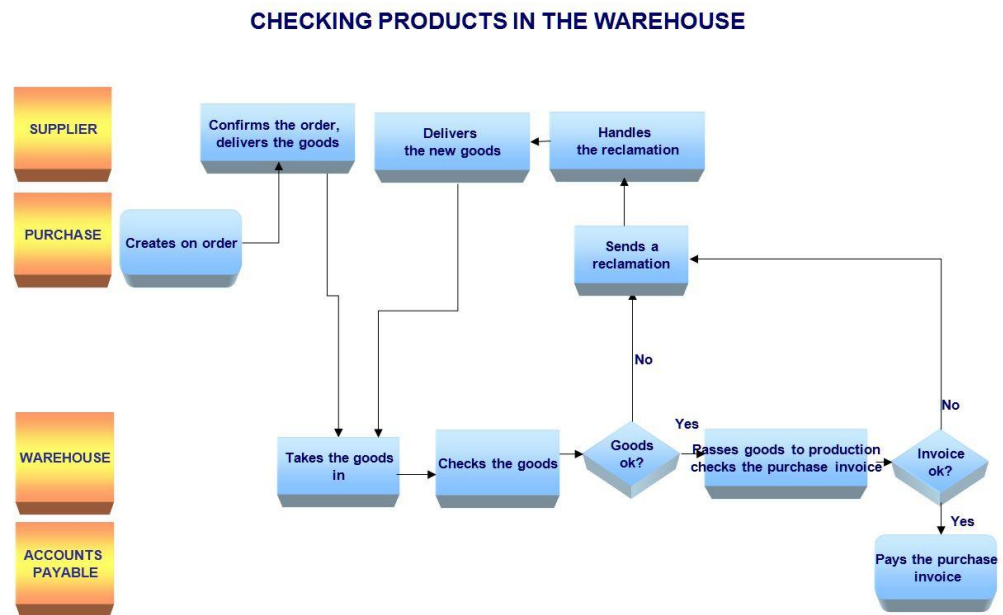 CHECKING PRODUCTS IN THE WAREHOUSE
SUPPLIER
Confirms the order,
delivers the goods
Delivers
the new goods
Handles
the reclamation
PURCHASE
Creates on order
Sends a
reclamation
No
No
WAREHOUSE
Takes the goods
in
Checks the goods
Goods
ok?
Yes
Passes goods to production
checks the purchase invoice
Invoice
ok?
Yes
ACCOUNTS
PAYABLE
Pays the purchase
invoice